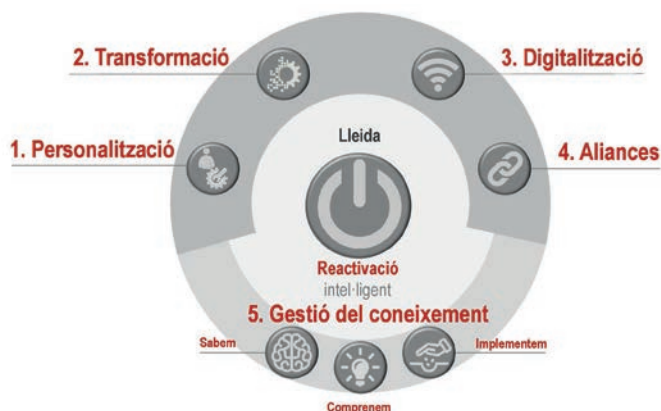 2. Transformació
3. Digitalització
Lleida
1. Personalització
4. Aliances
Reactivació
intel·ligent
5. Gestió del coneixement
Sabem
Implementem
Comprenem